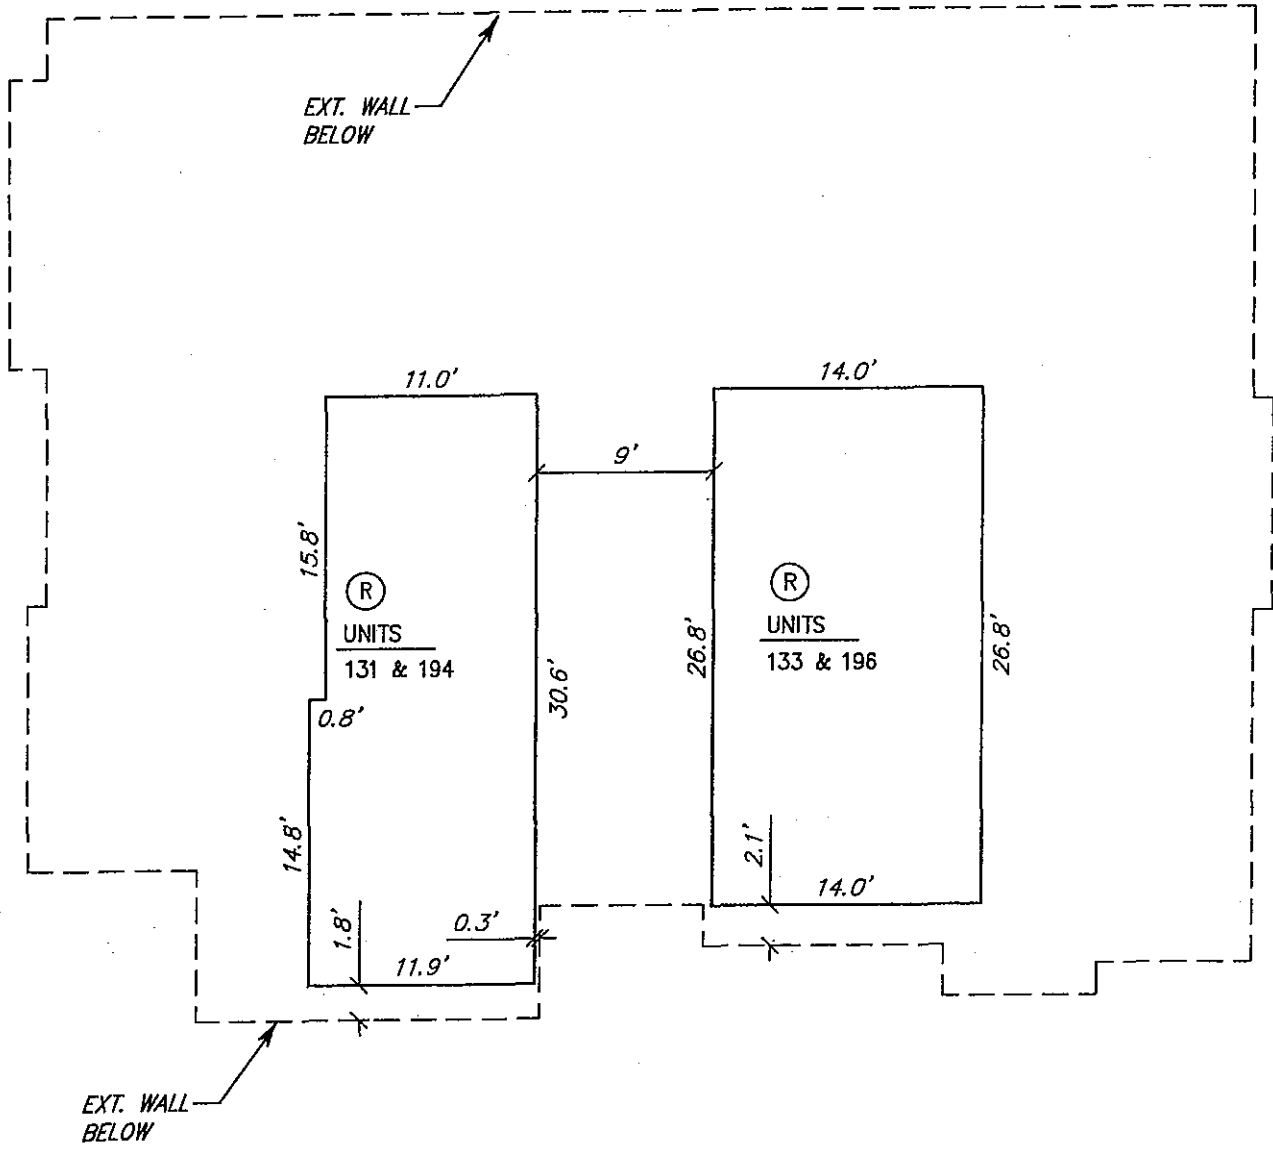 EXT. WALL
BELOW
11.0'
14.0'
9'
15.8'
R
UNITS
131 & 194
R
UNITS
133 & 196
26.8'
26.8'
30.6'
0.8'
14.8'
2.1'
14.0'
1.8'
0.3'
11.9'
EXT. WALL
BELOW